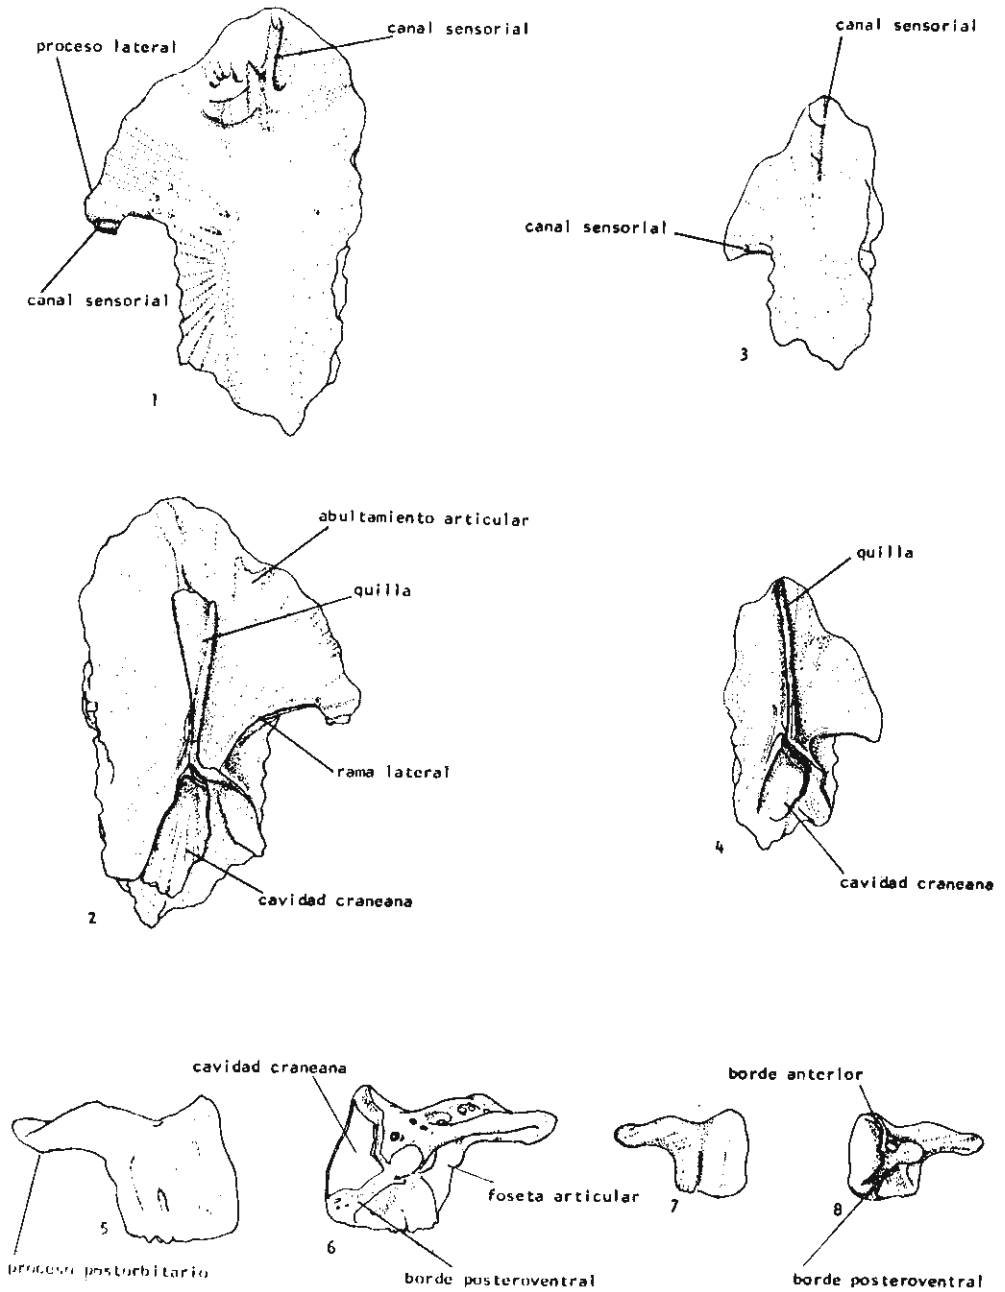 canal sensorial
proceso lateral
canal sensorial
canal sensorial
canal sensorial
1
3
abultamiento articular
quilla
quilla
rama lateral
cavidad craneana
cavidad craneana
2
4
cavidad craneana
borde anterior
foseta articular
5
6
7
8
proceso postorbitario
borde posteroventral
borde posteroventral